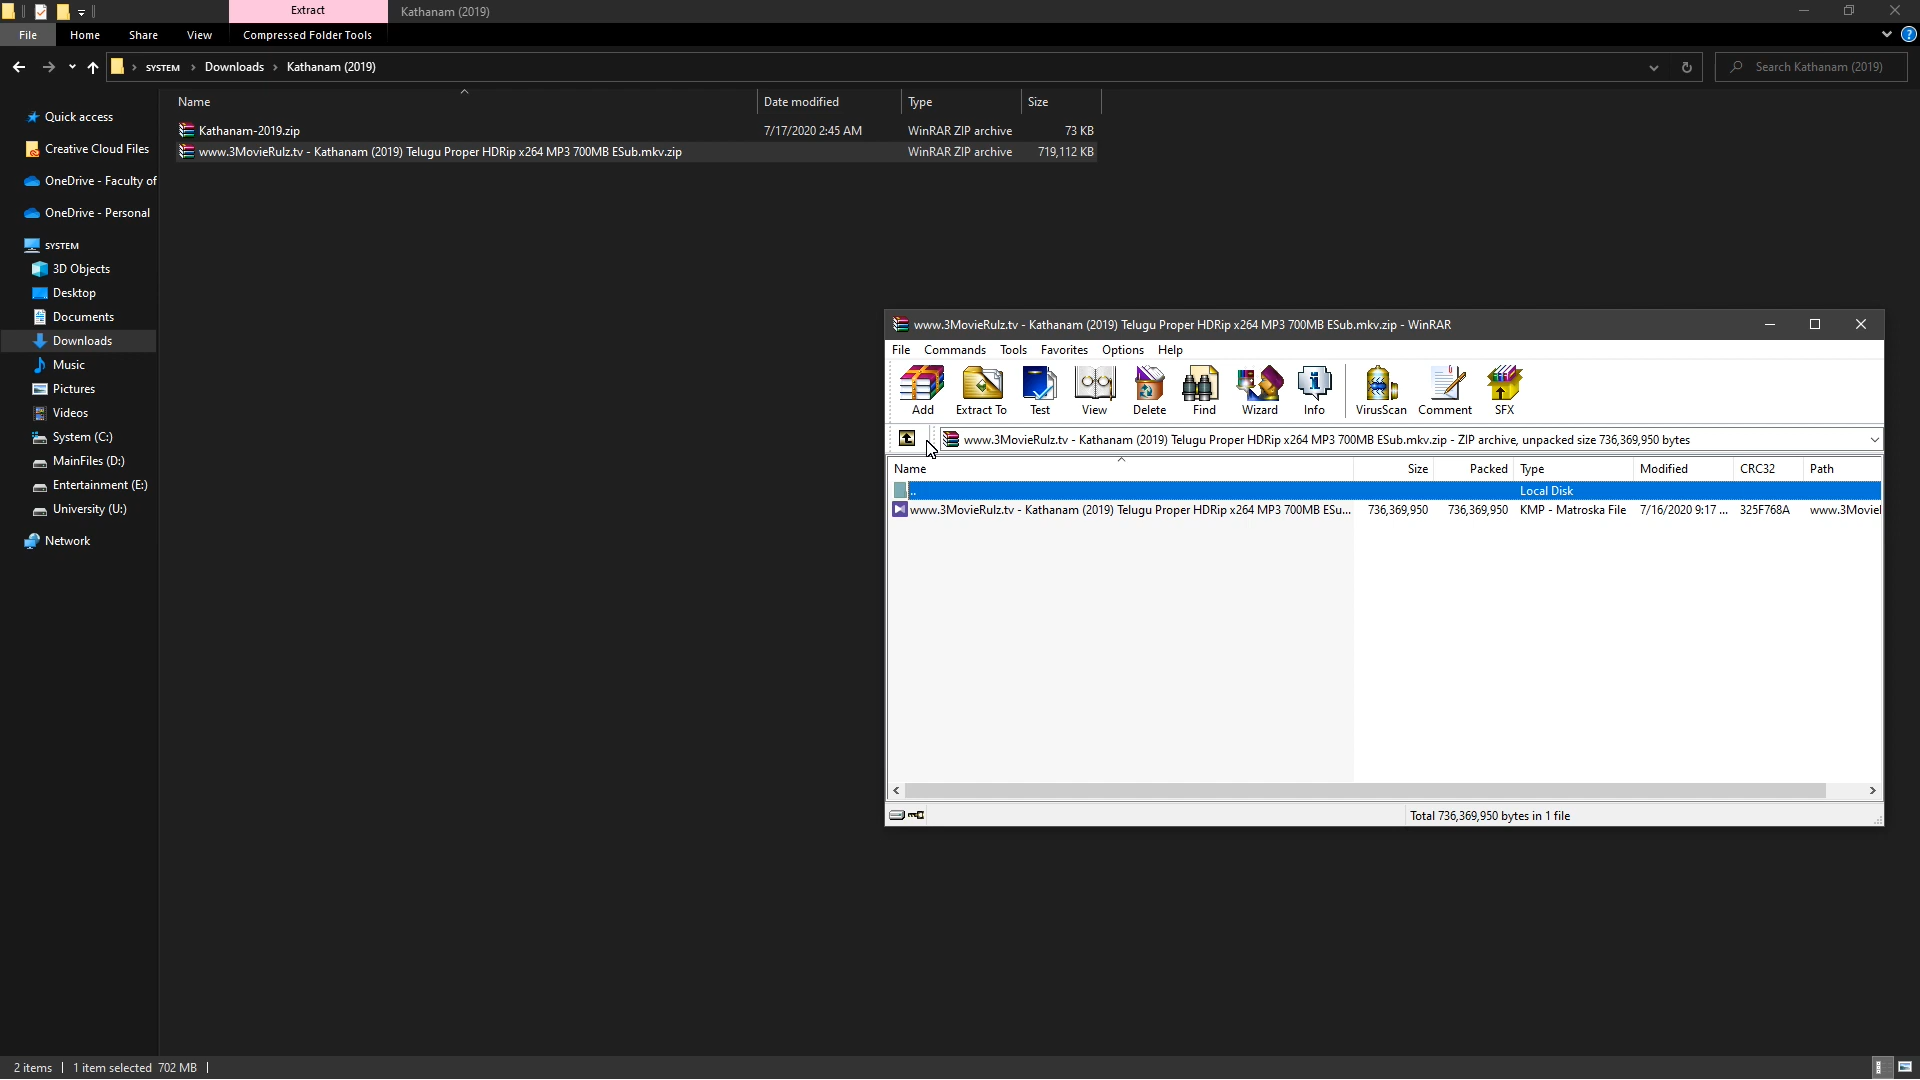 Extract
Kathanam (2019)
File
Home
Share
View
Compressed Folder Tools
SYSTEM
Downloads
Kathanam (2019)
Search Kathanam (2019)
Name
Date modified
Type
Size
Kathanam-2019.zip
7/17/2020 2:45 AM
WinRAR ZIP archive
73 KB
www.3MovieRulz.tv - Kathanam (2019) Telugu Proper HDRip x264 MP3 700MB ESub.mkv.zip
WinRAR ZIP archive
719,112 KB
Quick access
Creative Cloud Files
OneDrive - Faculty of
OneDrive - Personal
SYSTEM
3D Objects
Desktop
Documents
Downloads
Music
Pictures
Videos
System (C:)
MainFiles (D:)
Entertainment (E:)
University (U:)
Network
www.3MovieRulz.tv - Kathanam (2019) Telugu Proper HDRip x264 MP3 700MB ESub.mkv.zip - WinRAR
File
Commands
Tools
Favorites
Options
Help
Add
Extract To
Test
View
Delete
Find
Wizard
Info
VirusScan
Comment
SFX
www.3MovieRulz.tv - Kathanam (2019) Telugu Proper HDRip x264 MP3 700MB ESub.mkv.zip - ZIP archive, unpacked size 736,369,950 bytes
Name
Size
Packed
Type
Modified
CRC32
Path
..
Local Disk
www.3MovieRulz.tv - Kathanam (2019) Telugu Proper HDRip x264 MP3 700MB ESu...
736,369,950
736,369,950
KMP - Matroska File
7/16/2020 9:17 ...
325F768A
www.3Moviel
Total 736,369,950 bytes in 1 file
2 items
1 item selected 702 MB